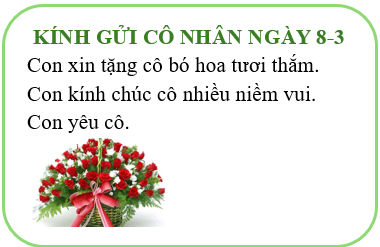 KÍNH GỬI CÔ NHÂN NGÀY 8-3
Con xin tặng cô bó hoa tươi thắm.
Con kính chúc cô nhiều niềm vui.
Con yêu cô.